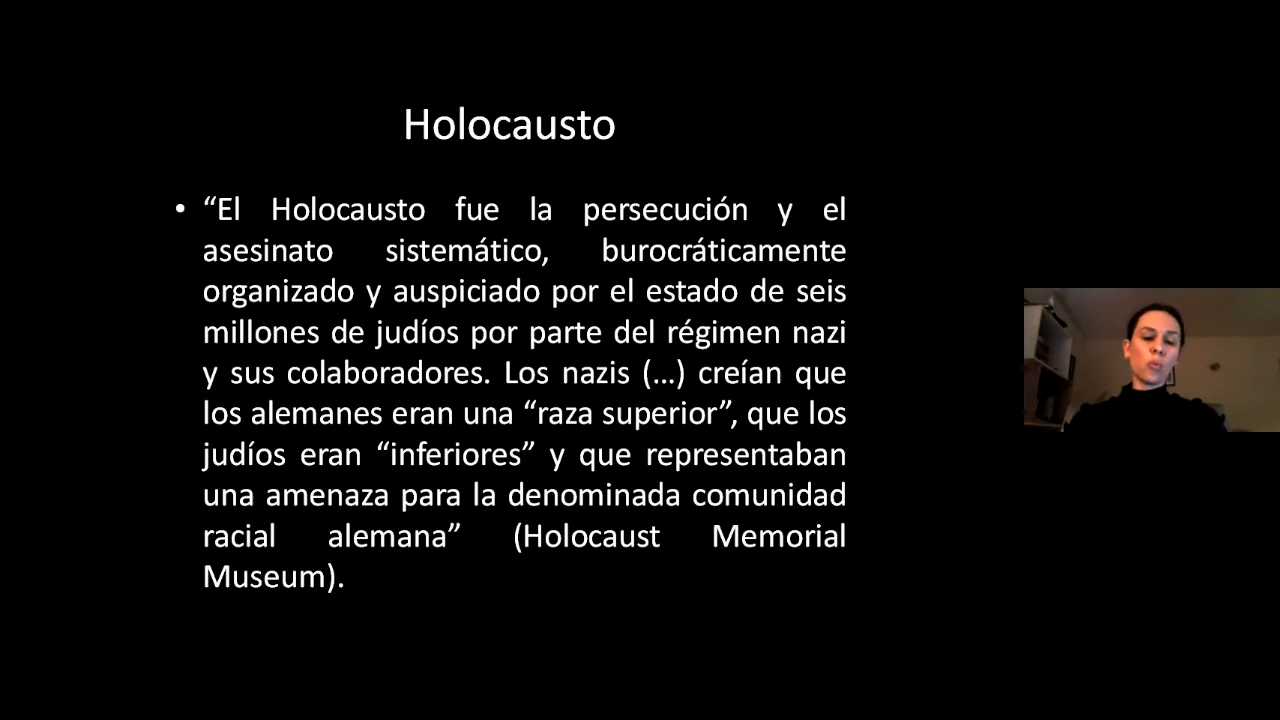 Holocausto
• “El Holocausto fue la persecución y el
asesinato sistemático, burocráticamente
organizado y auspiciado por el estado de seis
millones de judíos por parte del régimen nazi
y sus colaboradores. Los nazis (…) creían que
los alemanes eran una “raza superior”, que los
judíos eran “inferiores” y que representaban
una amenaza para la denominada comunidad
racial alemana” (Holocaust Memorial
Museum).